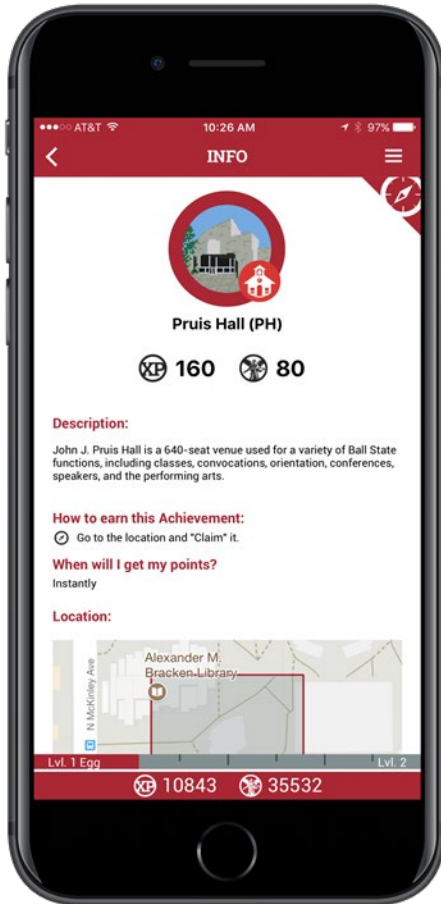 AT&T 10:26 AM 97%
INFO
Pruis Hall (PH)
XP 160 80
Description:
John J. Pruis Hall is a 640-seat venue used for a variety of Ball State
functions, including classes, convocations, orientation, conferences,
speakers, and the performing arts.
How to earn this Achievement:
Go to the location and "Claim" it.
When will I get my points?
Instantly
Location:
N McKinley Ave
Alexander M.
Bracken Library
Lvl. 1 Egg Lvl. 2
XP 10843 35532